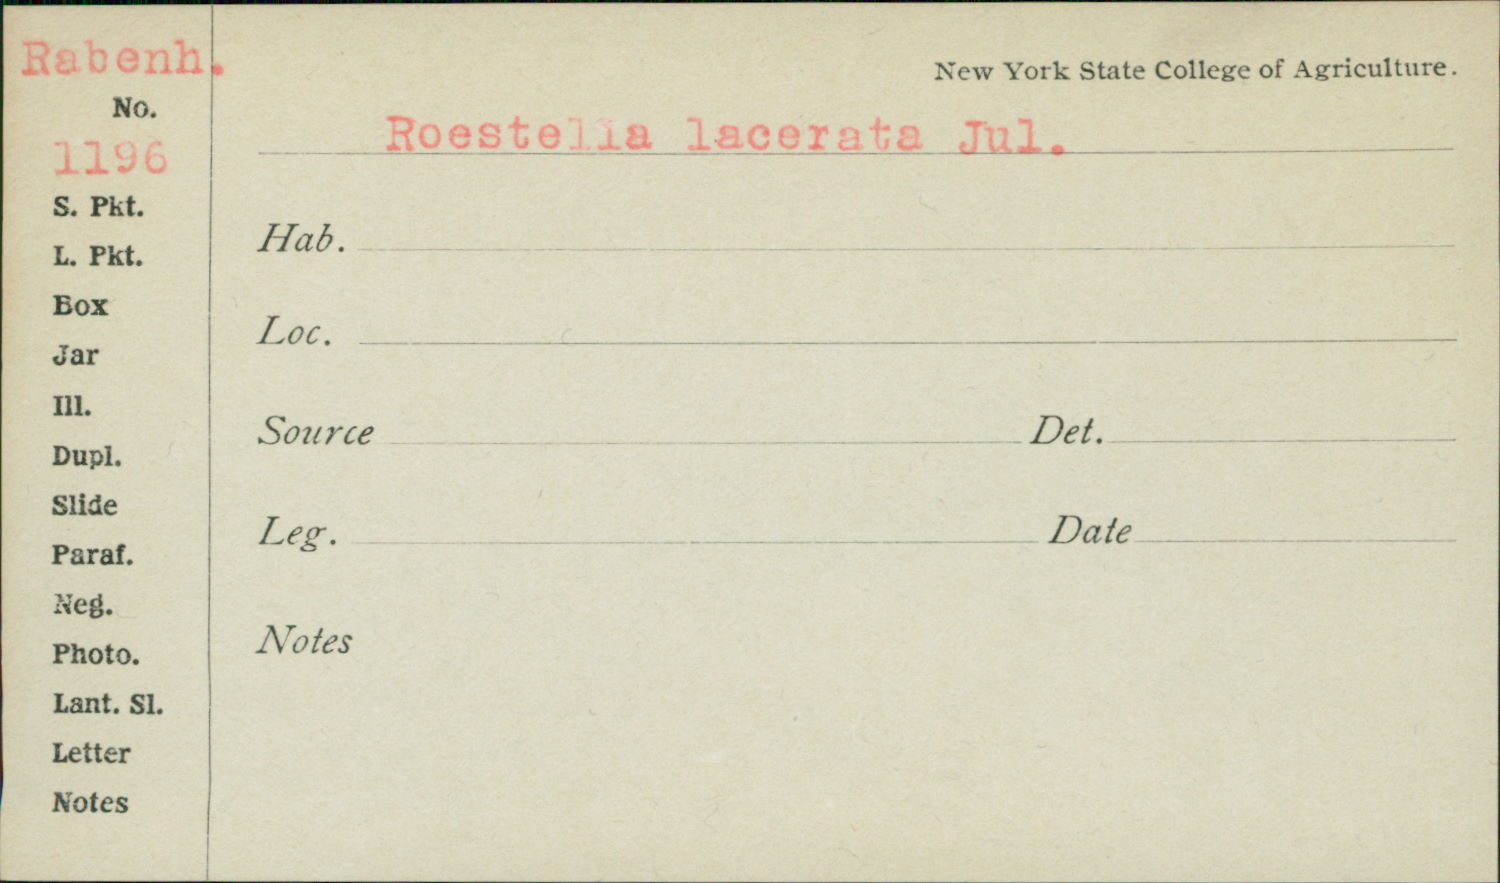 Rabenh.
New York State College of Agriculture.
No.
1196
Roestelia lacerata Jul.
S. Pkt.
L. Pkt.
Box
Jar
Ill.
Dupl.
Slide
Paraf.
Neg.
Photo.
Lant. Sl.
Letter
Notes
Hab.
Loc.
Source Det.
Leg. Date
Notes